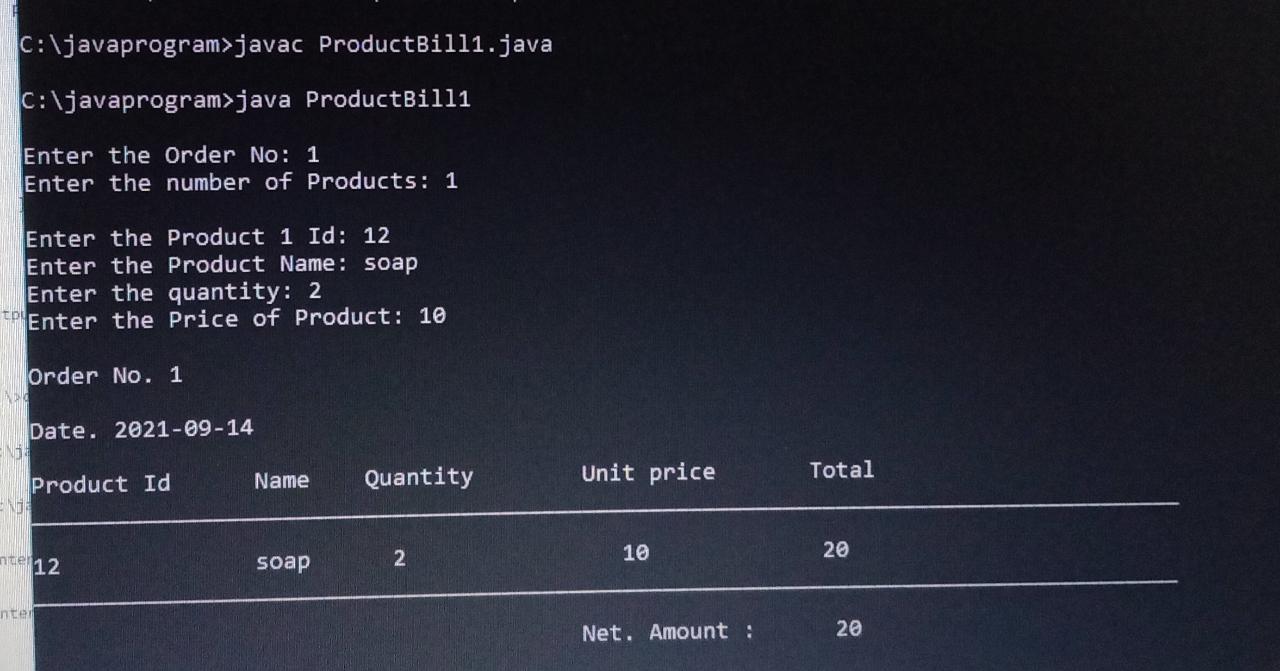 C:\javaprogram>javac ProductBill1.java
C:\javaprogram>java ProductBill1
Enter the Order No: 1
Enter the number of Products: 1
Enter the Product 1 Id: 12
Enter the Product Name: soap
Enter the quantity: 2
Enter the Price of Product: 10
Order No. 1
Date. 2021-09-14
Product Id Name Quantity Unit price Total
12 soap 2 10 20
Net. Amount : 20